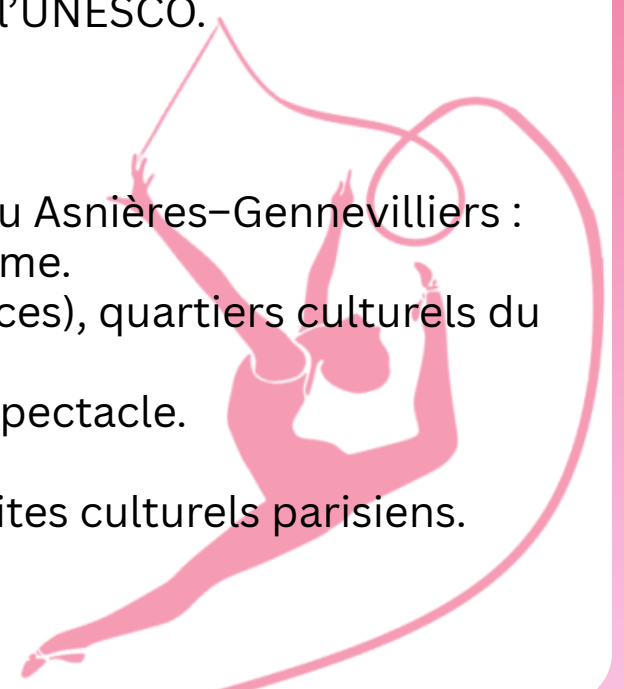 l'UNESCO.
u Asnières–Gennevilliers :
me.
ces), quartiers culturels du
pectacle.
ites culturels parisiens.